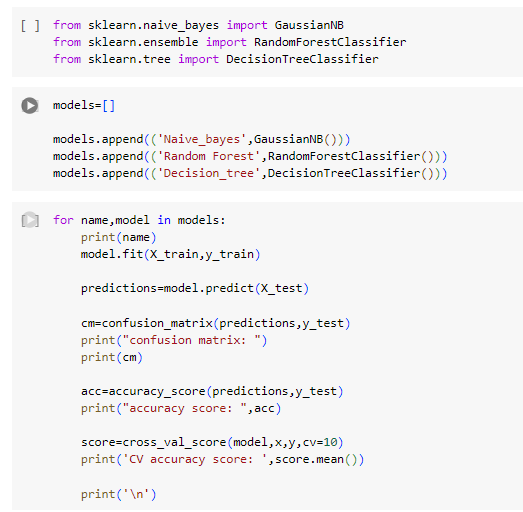 [ ] from sklearn.naive_bayes import GaussianNB
from sklearn.ensemble import RandomForestClassifier
from sklearn.tree import DecisionTreeClassifier
models=[]
models.append(('Naive_bayes',GaussianNB()))
models.append(('Random Forest',RandomForestClassifier()))
models.append(('Decision_tree',DecisionTreeClassifier()))
for name,model in models:
    print(name)
    model.fit(X_train,y_train)
    predictions=model.predict(X_test)
    cm=confusion_matrix(predictions,y_test)
    print("confusion matrix: ")
    print(cm)
    acc=accuracy_score(predictions,y_test)
    print("accuracy score: ",acc)
    score=cross_val_score(model,x,y,cv=10)
    print('CV accuracy score: ',score.mean())
    print('\n')